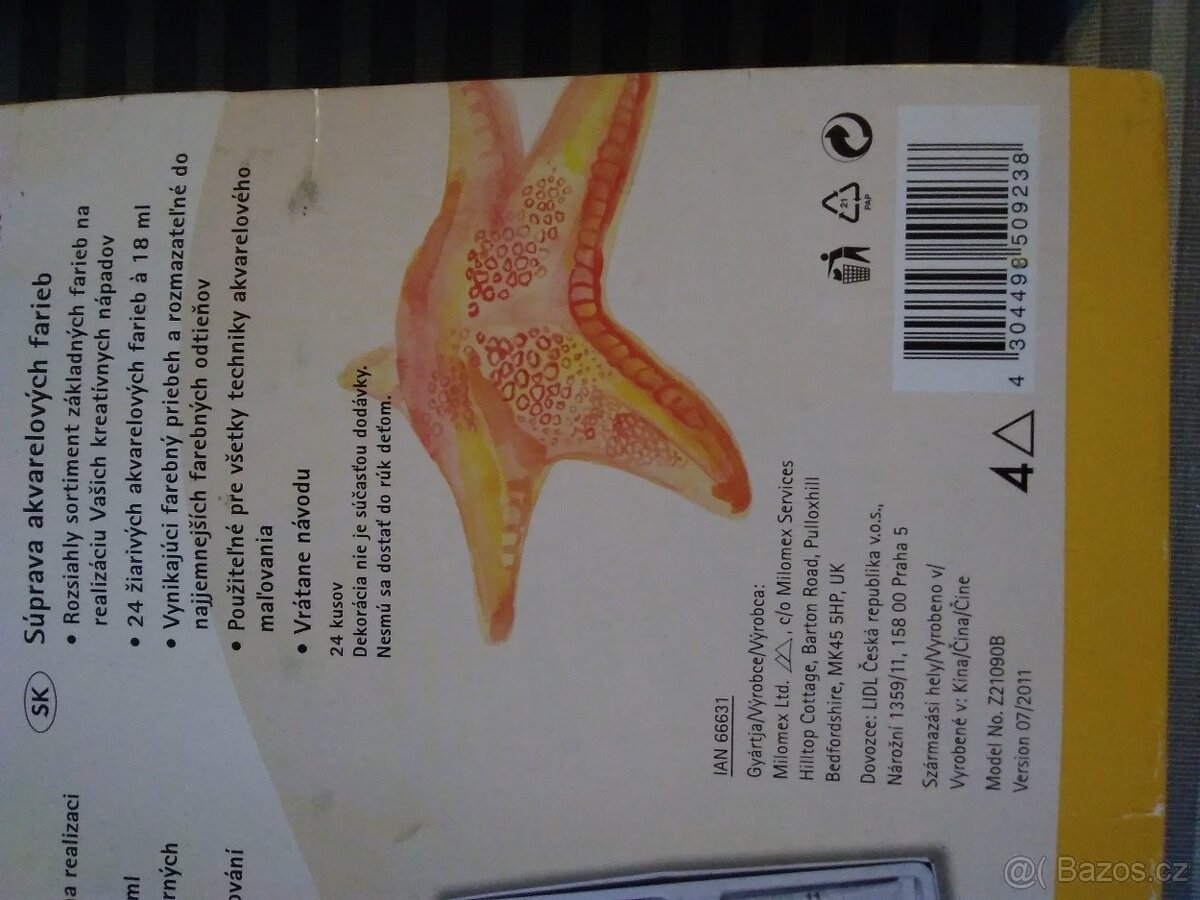 SK
Súprava akvarelových farieb
• Rozsiahly sortiment základných farieb na
realizáciu Vašich kreatívnych nápadov
• 24 žiarivých akvarelových farieb à 18 ml
• Vynikajúci farebný priebeh a rozmazateľné do
najjemnejších farebných odtieňov
• Použiteľné pre všetky techniky akvarelového
maľovania
• Vrátane návodu
24 kusov
Dekorácia nie je súčasťou dodávky.
Nesmú sa dostať do rúk deťom.
na realizaci
ml
erných
ování
IAN 66631
Gyártja/Výrobce/Výrobca:
Milomex Ltd. , c/o Milomex Services
Hilltop Cottage, Barton Road, Pulloxhill
Bedfordshire, MK45 5HP, UK
Dovozce: LIDL Česká republika v.o.s.,
Nárožní 1359/11, 158 00 Praha 5
Származási hely/Vyrobeno v/
Vyrobené v: Kína/Čína/Číne
Model No. Z21090B
Version 07/2011
21
PAP
4 304498 509238
4
@( Bazos.cz